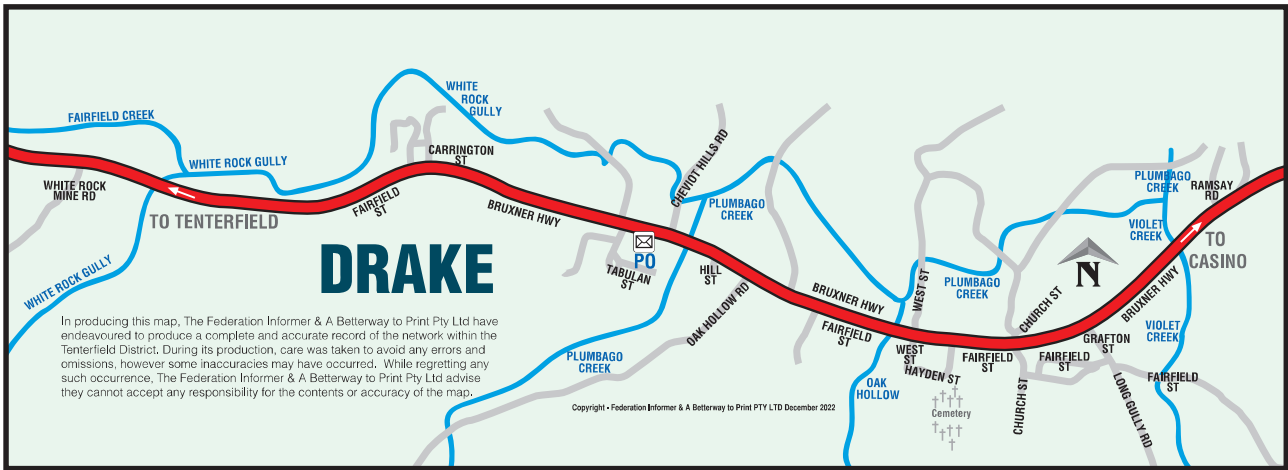 FAIRFIELD CREEK
WHITE ROCK GULLY
WHITE ROCK
MINE RD
TO TENTERFIELD
WHITE ROCK GULLY
WHITE
ROCK
GULLY
CARRINGTON
ST
FAIRFIELD
ST
BRUXNER HWY
DRAKE
PO
TABULAN
ST
CHEVIOT HILLS RD
PLUMBAGO
CREEK
HILL
ST
OAK HOLLOW RD
PLUMBAGO
CREEK
BRUXNER HWY
FAIRFIELD
ST
WEST ST
PLUMBAGO
CREEK
WEST
ST
HAYDEN ST
OAK
HOLLOW
Cemetery
FAIRFIELD
ST
CHURCH ST
CHURCH ST
N
FAIRFIELD
ST
GRAFTON
ST
LONG GULLY RD
BRUXNER HWY
PLUMBAGO
CREEK
RAMSAY
RD
VIOLET
CREEK
TO
CASINO
VIOLET
CREEK
FAIRFIELD
ST
In producing this map, The Federation Informer & A Betterway to Print Pty Ltd have
endeavoured to produce a complete and accurate record of the network within the
Tenterfield District. During its production, care was taken to avoid any errors and
omissions, however some inaccuracies may have occurred. While regretting any
such occurrence, The Federation Informer & A Betterway to Print Pty Ltd advise
they cannot accept any responsibility for the contents or accuracy of the map.
Copyright • Federation Informer & A Betterway to Print PTY LTD December 2022